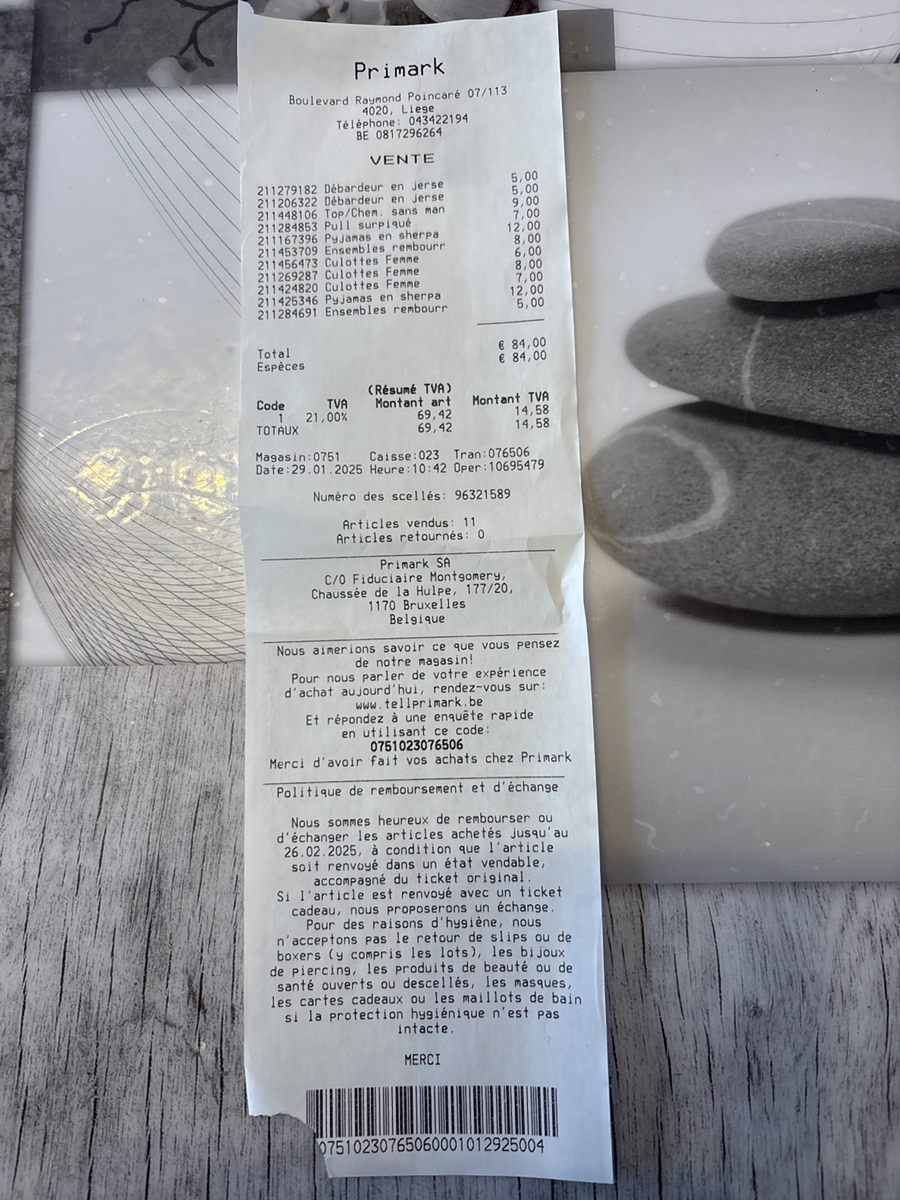 Primark
Boulevard Raymond Poincaré 07/113
4020, Liege
Téléphone: 043422194
BE 0817296264
VENTE
211279182 Débardeur en jerse 5,00
211206322 Débardeur en jerse 5,00
211448106 Top/Chem. sans man 9,00
211284853 Pull surpiqué 7,00
211167396 Pyjamas en sherpa 12,00
211453709 Ensembles rembourr 8,00
211456473 Culottes Femme 6,00
211269287 Culottes Femme 8,00
211424820 Culottes Femme 7,00
211425346 Pyjamas en sherpa 12,00
211284691 Ensembles rembourr 5,00
Total € 84,00
Espèces € 84,00
(Résumé TVA)
Code TVA Montant art Montant TVA
1 21,00% 69,42 14,58
TOTAUX 69,42 14,58
Magasin:0751 Caisse:023 Tran:076506
Date:29.01.2025 Heure:10:42 Oper:10695479
Numéro des scellés: 96321589
Articles vendus: 11
Articles retournés: 0
Primark SA
C/O Fiduciaire Montgomery,
Chaussée de la Hulpe, 177/20,
1170 Bruxelles
Belgique
Nous aimerions savoir ce que vous pensez
de notre magasin!
Pour nous parler de votre expérience
d'achat aujourd'hui, rendez-vous sur:
www.tellprimark.be
Et répondez à une enquête rapide
en utilisant ce code:
0751023076506
Merci d'avoir fait vos achats chez Primark
Politique de remboursement et d'échange
Nous sommes heureux de rembourser ou
d'échanger les articles achetés jusqu'au
26.02.2025, à condition que l'article
soit renvoyé dans un état vendable,
accompagné du ticket original.
Si l'article est renvoyé avec un ticket
cadeau, nous proposerons un échange.
Pour des raisons d'hygiène, nous
n'acceptons pas le retour de slips ou de
boxers (y compris les lots), les bijoux
de piercing, les produits de beauté ou de
santé ouverts ou descellés, les masques,
les cartes cadeaux ou les maillots de bain
si la protection hygiénique n'est pas
intacte.
MERCI
07510230765060001012925004